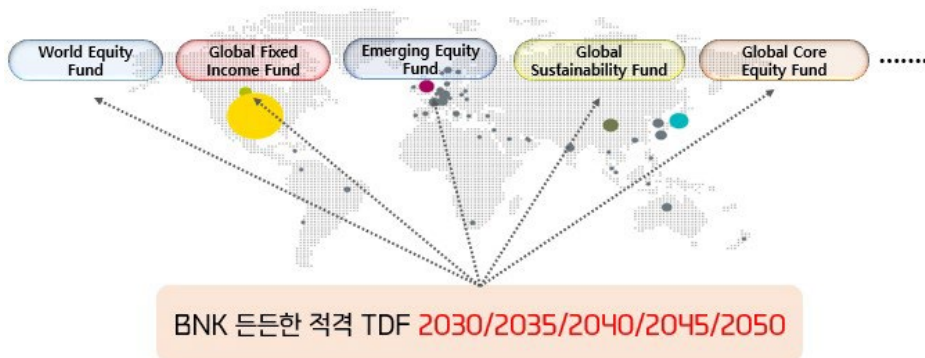 World Equity
Fund
Global Fixed
Income Fund
Emerging Equity
Fund
Global
Sustainability Fund
Global Core
Equity Fund
········
BNK 든든한 적격 TDF 2030/2035/2040/2045/2050